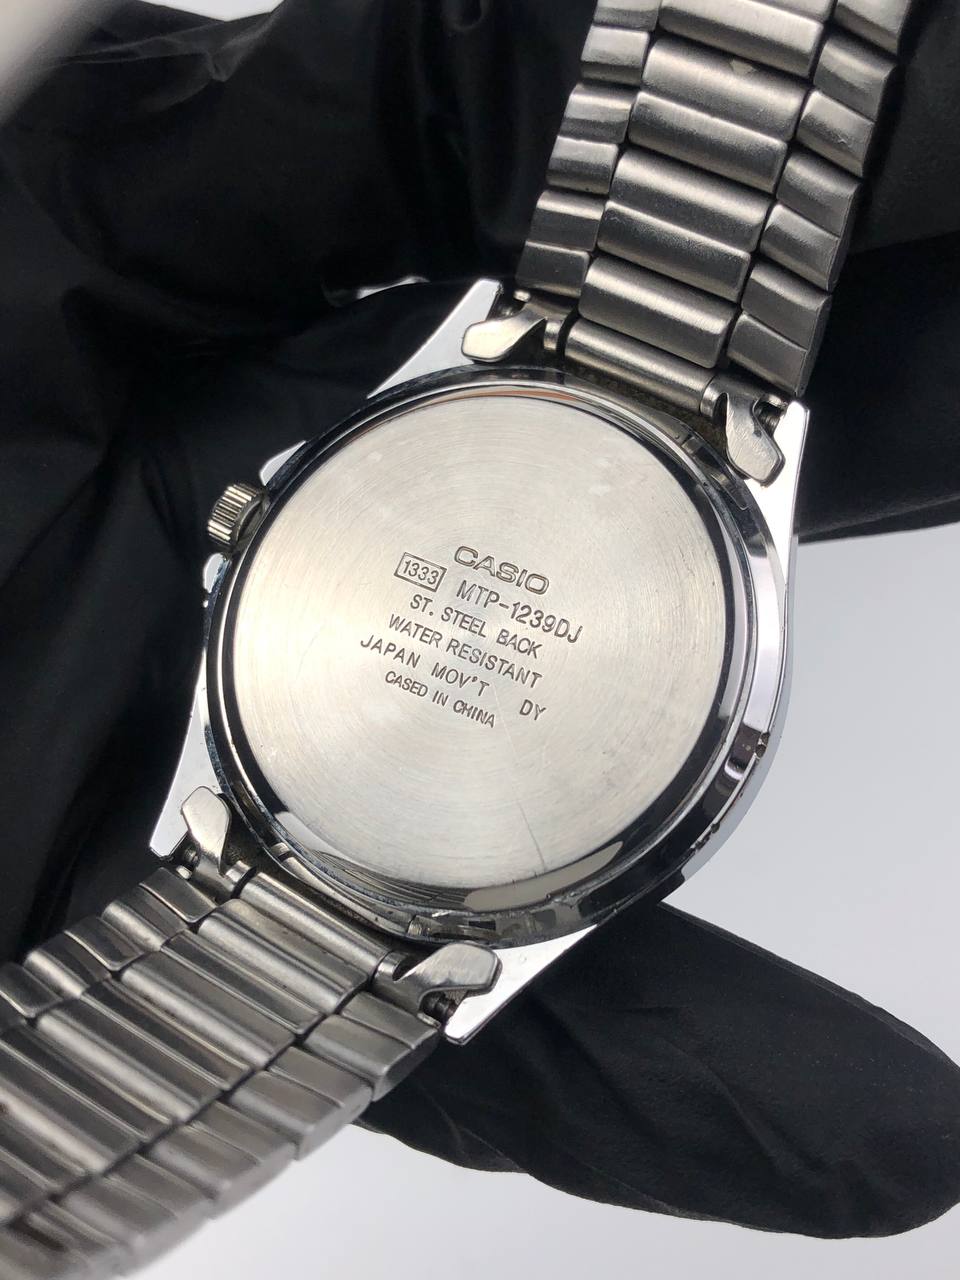 CASIO
1333 MTP-1239DJ
ST. STEEL BACK
WATER RESISTANT
JAPAN MOV'T DY
CASED IN CHINA